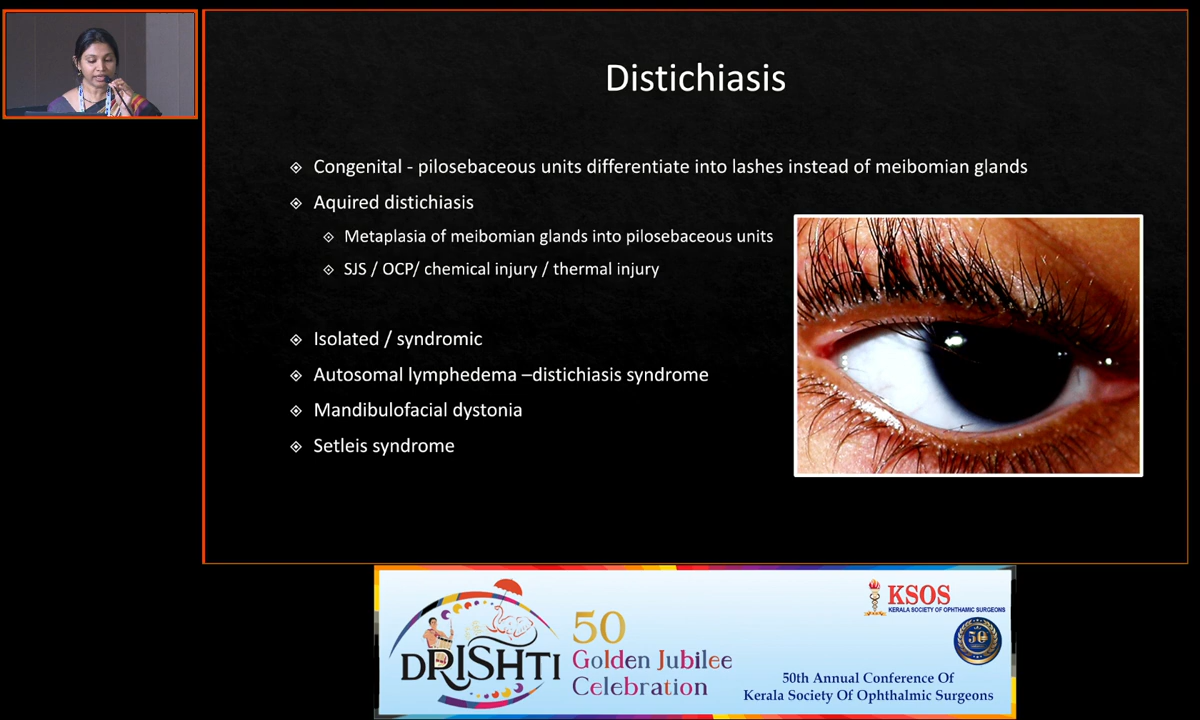 Distichiasis
Congenital - pilosebaceous units differentiate into lashes instead of meibomian glands
Aquired distichiasis
Metaplasia of meibomian glands into pilosebaceous units
SJS / OCP/ chemical injury / thermal injury
Isolated / syndromic
Autosomal lymphedema –distichiasis syndrome
Mandibulofacial dystonia
Setleis syndrome
DRISHTI
50
Golden Jubilee
Celebration
KSOS
KERALA SOCIETY OF OPHTHAMIC SURGEONS
50
50th Annual Conference Of
Kerala Society Of Ophthalmic Surgeons